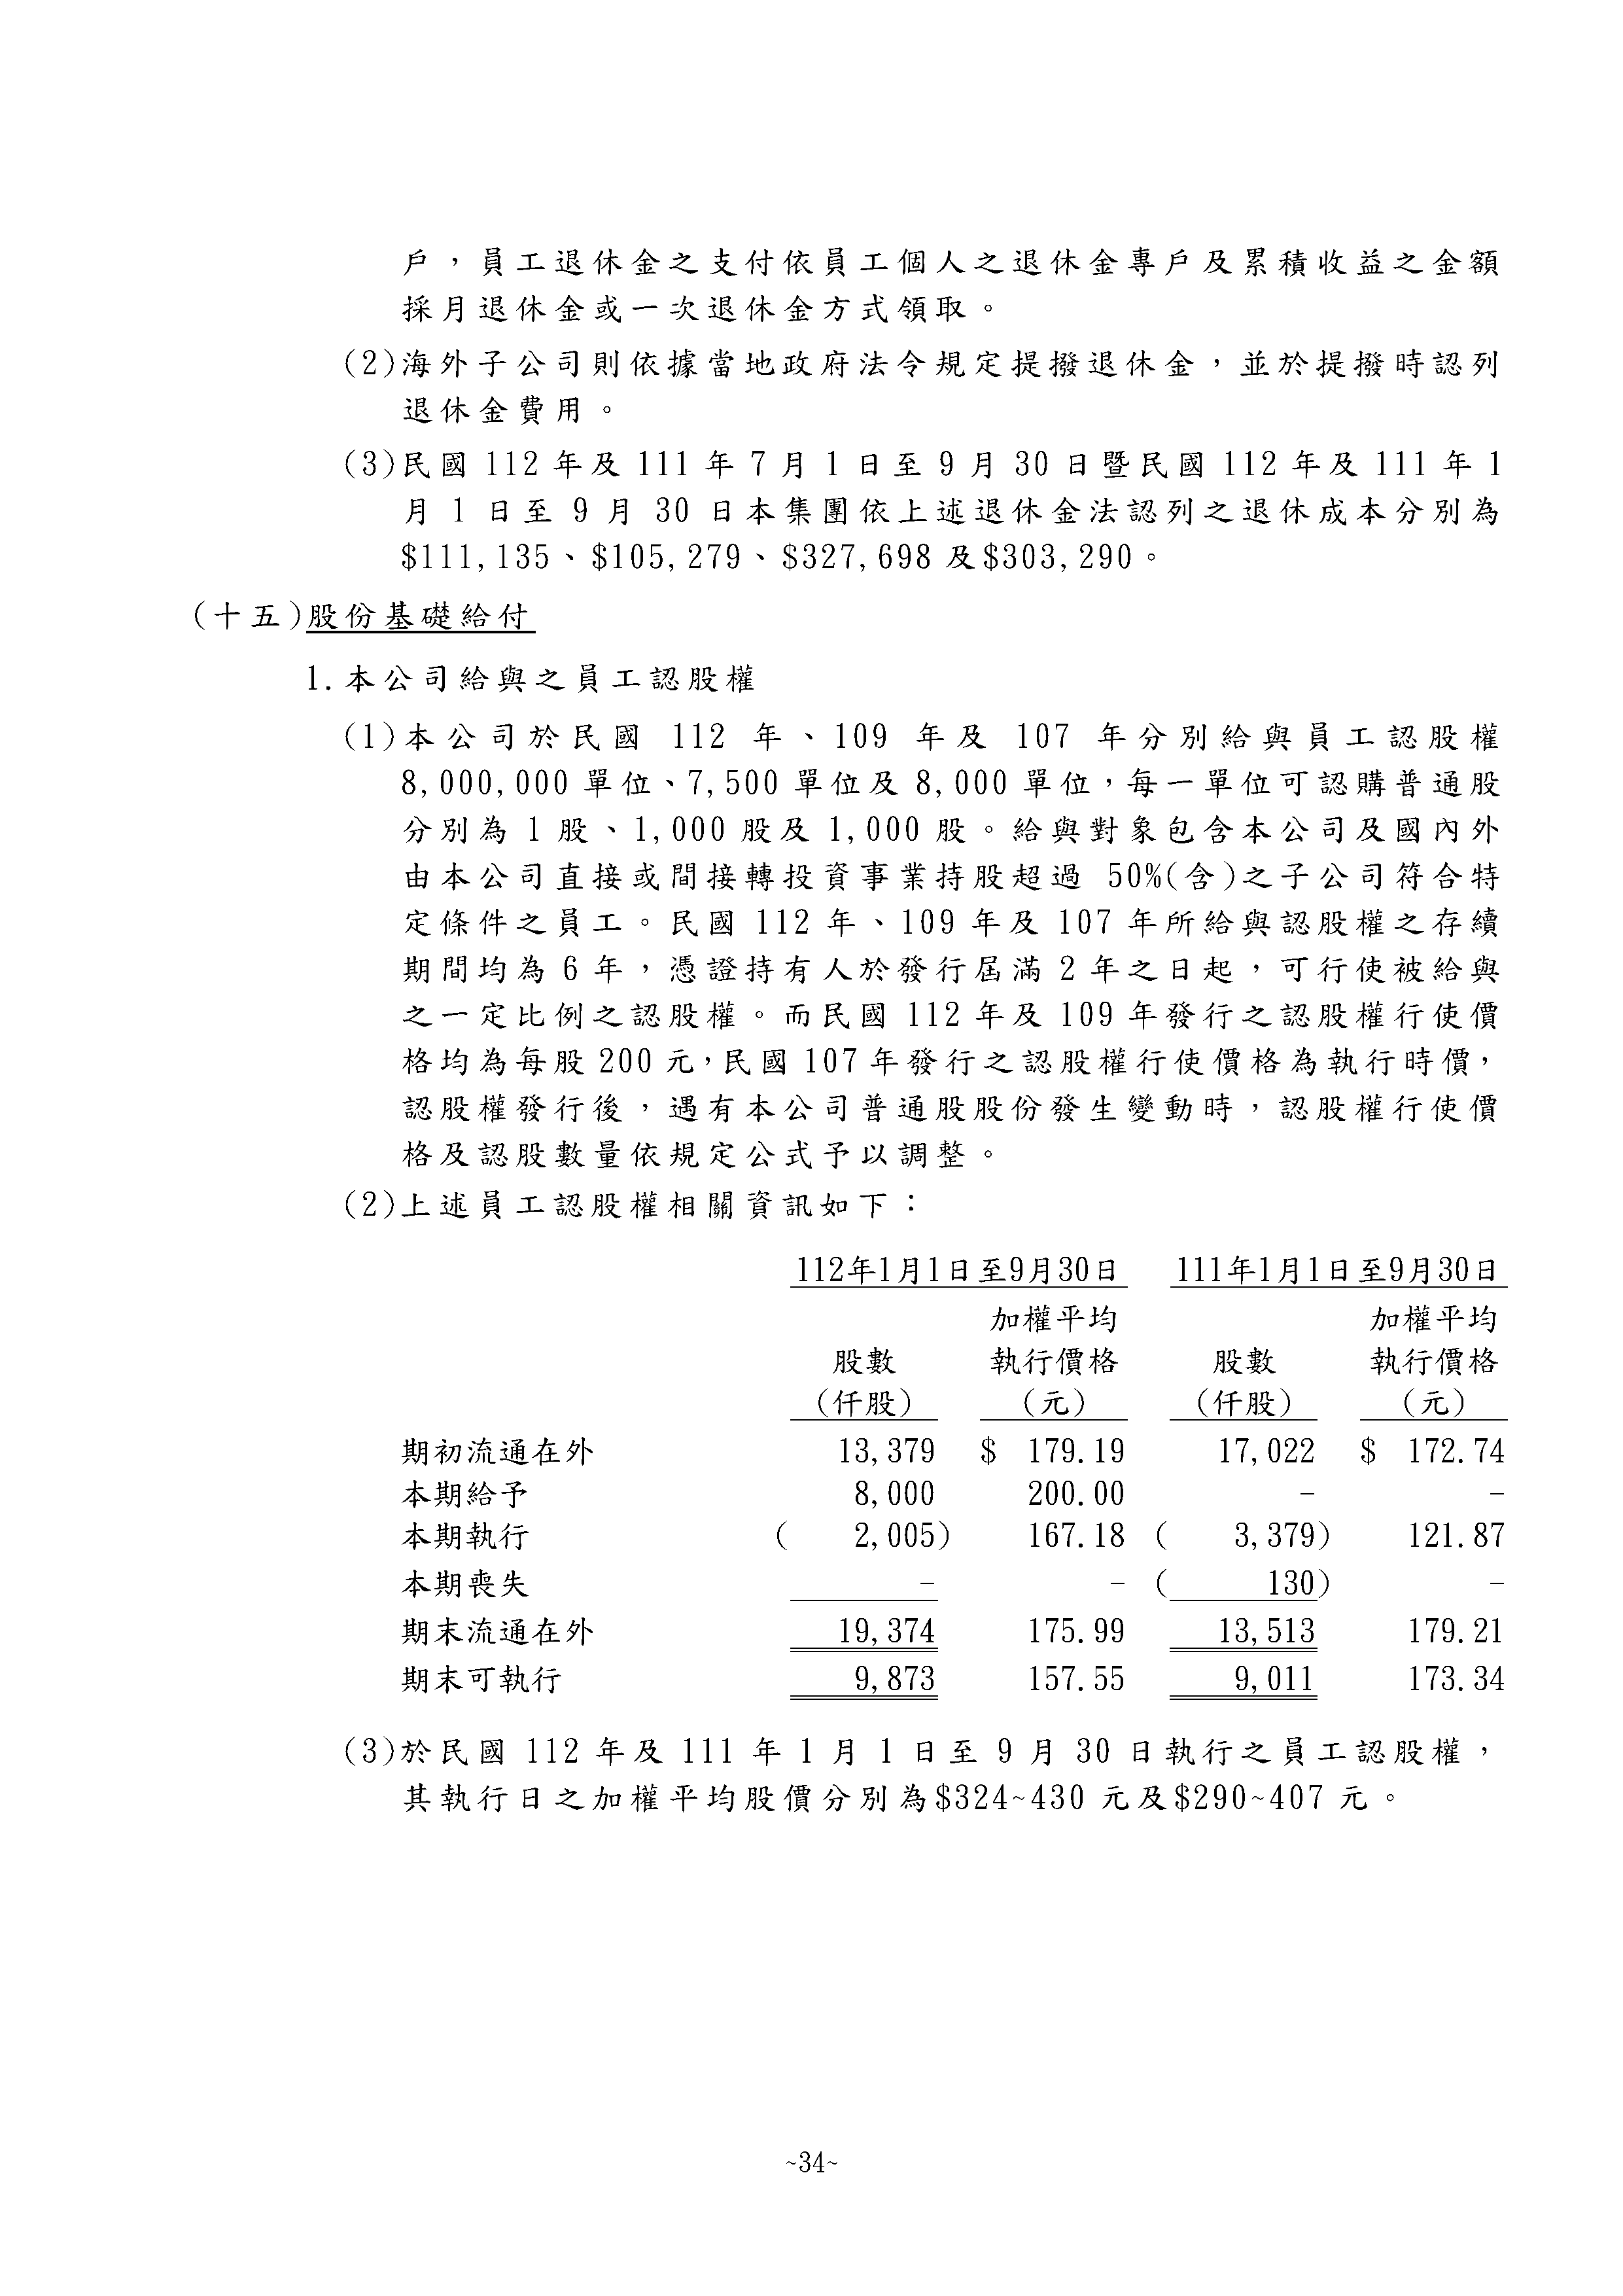 戶，員工退休金之支付依員工個人之退休金專戶及累積收益之金額
採月退休金或一次退休金方式領取。
(2)海外子公司則依據當地政府法令規定提撥退休金，並於提撥時認列
退休金費用。
(3)民國 112 年及 111 年 7 月 1 日至 9 月 30 日暨民國 112 年及 111 年 1
月 1 日至 9 月 30 日本集團依上述退休金法認列之退休成本分別為
$111,135、$105,279、$327,698 及$303,290。
(十五)股份基礎給付
1.本公司給與之員工認股權
(1)本公司於民國 112 年、109 年及 107 年分別給與員工認股權
8,000,000 單位、7,500 單位及 8,000 單位，每一單位可認購普通股
分別為 1 股、1,000 股及 1,000 股。給與對象包含本公司及國內外
由本公司直接或間接轉投資事業持股超過 50%(含)之子公司符合特
定條件之員工。民國 112 年、109 年及 107 年所給與認股權之存續
期間均為 6 年，憑證持有人於發行屆滿 2 年之日起，可行使被給與
之一定比例之認股權。而民國 112 年及 109 年發行之認股權行使價
格均為每股 200 元，民國 107 年發行之認股權行使價格為執行時價，
認股權發行後，遇有本公司普通股股份發生變動時，認股權行使價
格及認股數量依規定公式予以調整。
(2)上述員工認股權相關資訊如下：
112年1月1日至9月30日 111年1月1日至9月30日
加權平均 加權平均
股數 執行價格 股數 執行價格
(仟股) (元) (仟股) (元)
期初流通在外 13,379 $ 179.19 17,022 $ 172.74
本期給予 8,000 200.00 - -
本期執行 ( 2,005) 167.18 ( 3,379) 121.87
本期喪失 - - ( 130) -
期末流通在外 19,374 175.99 13,513 179.21
期末可執行 9,873 157.55 9,011 173.34
(3)於民國 112 年及 111 年 1 月 1 日至 9 月 30 日執行之員工認股權，
其執行日之加權平均股價分別為$324~430 元及$290~407 元。
~34~